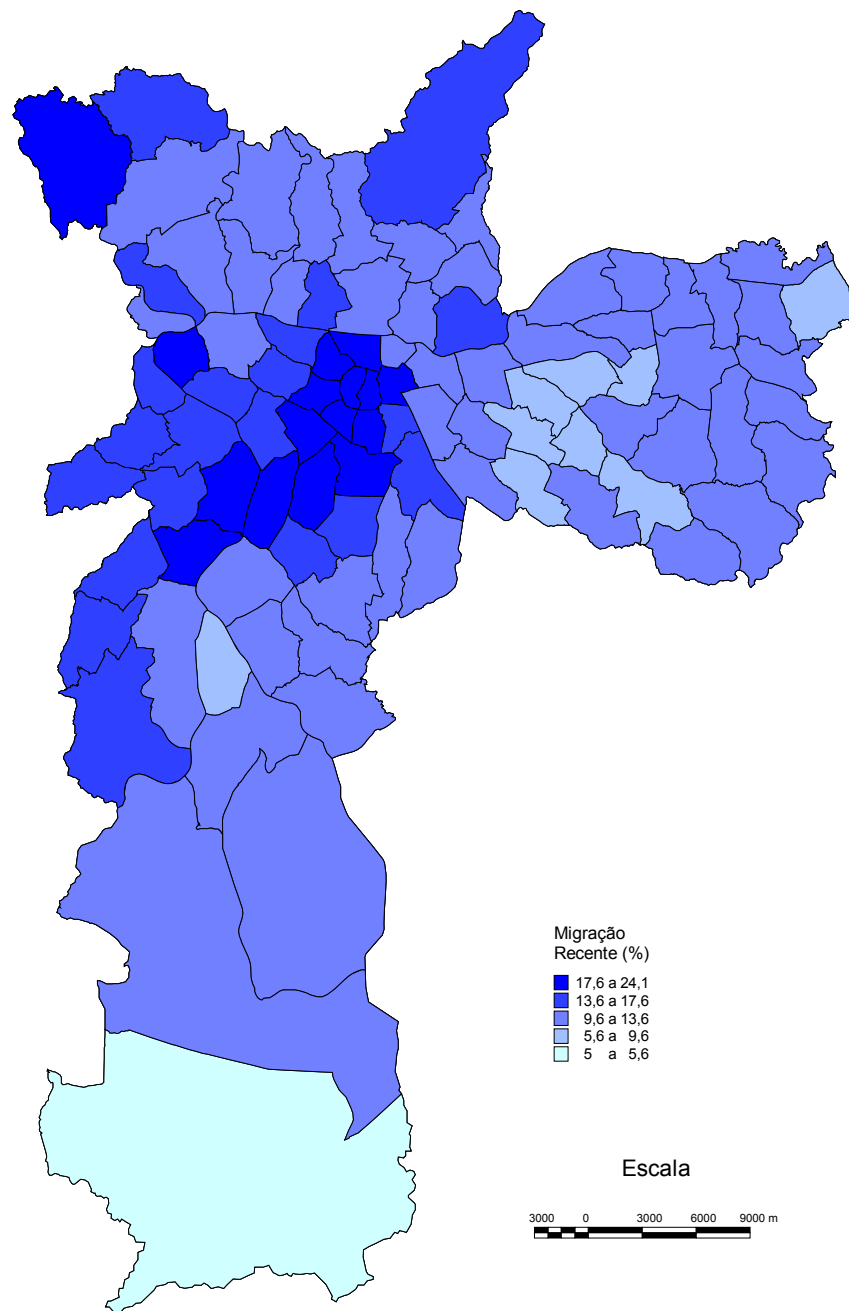 Migração
Recente (%)
17,6 a 24,1
13,6 a 17,6
9,6 a 13,6
5,6 a 9,6
5 a 5,6
Escala
3000 0 3000 6000 9000 m